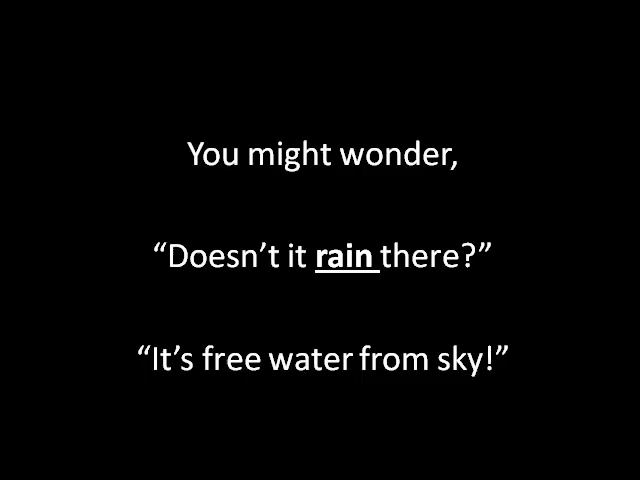 You might wonder,
“Doesn’t it rain there?”
“It’s free water from sky!”